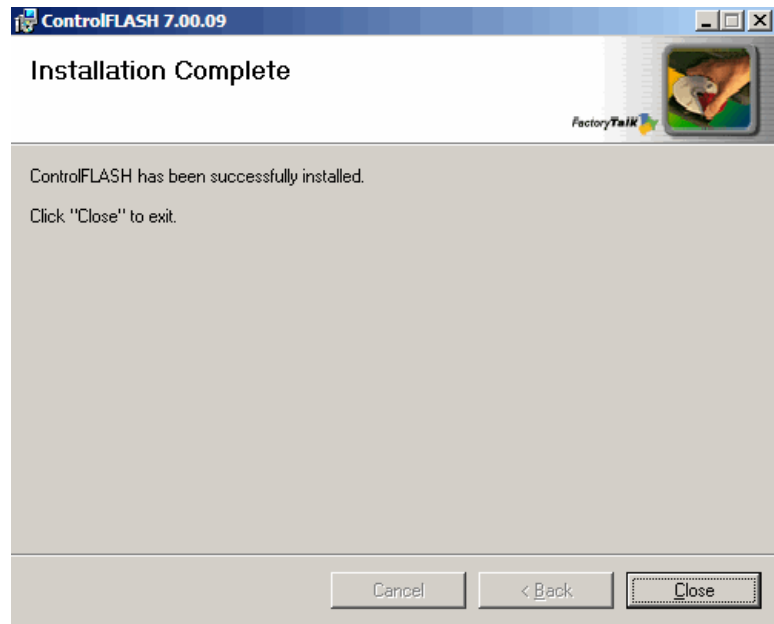 ControlFLASH 7.00.09
Installation Complete
FactoryTalk
ControlFLASH has been successfully installed.
Click "Close" to exit.
Cancel
< Back
Close